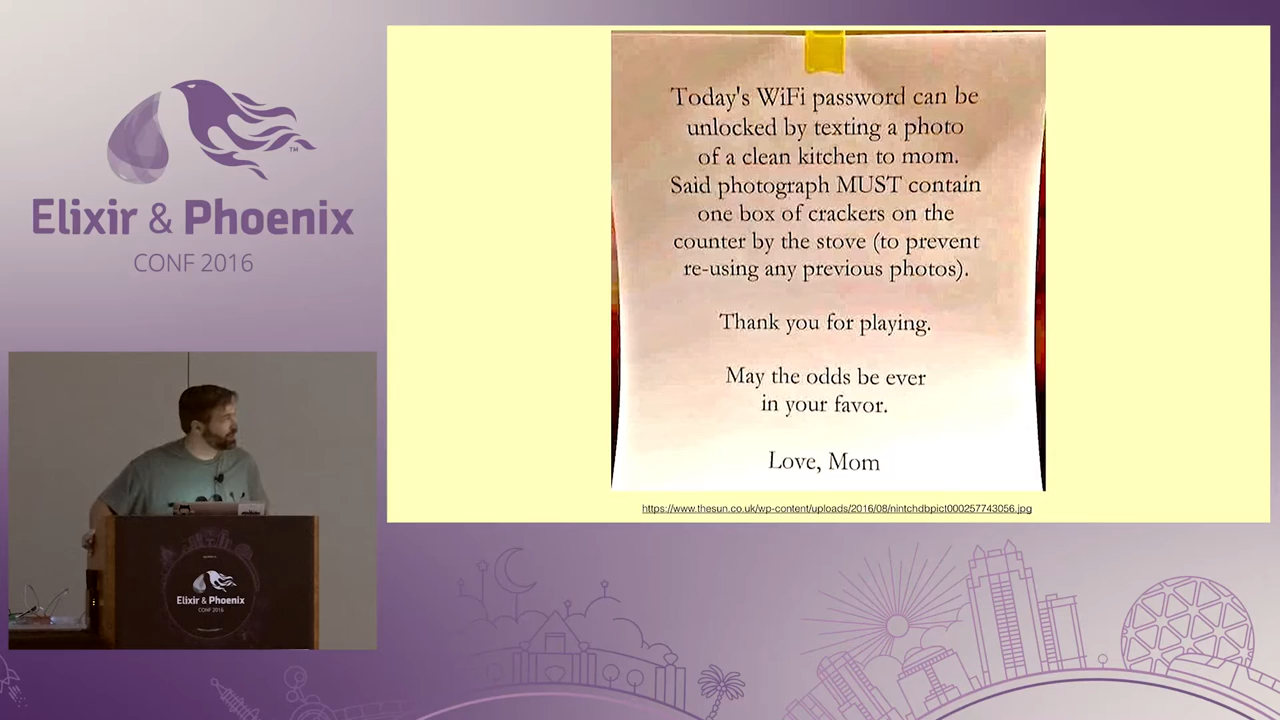 Elixir & Phoenix
TM
CONF 2016
Today's WiFi password can be
unlocked by texting a photo
of a clean kitchen to mom.
Said photograph MUST contain
one box of crackers on the
counter by the stove (to prevent
re-using any previous photos).
Thank you for playing.
May the odds be ever
in your favor.
Love, Mom
https://www.thesun.co.uk/wp-content/uploads/2016/08/nintchdbpict000257743056.jpg
Elixir & Phoenix
CONF 2016